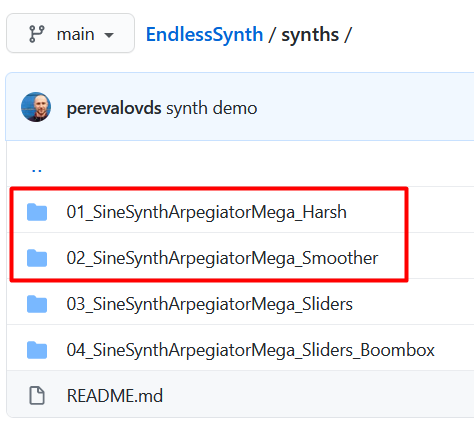 main
EndlessSynth / synths /
perevalovds synth demo
..
01_SineSynthArpegiatorMega_Harsh
02_SineSynthArpegiatorMega_Smoother
03_SineSynthArpegiatorMega_Sliders
04_SineSynthArpegiatorMega_Sliders_Boombox
README.md